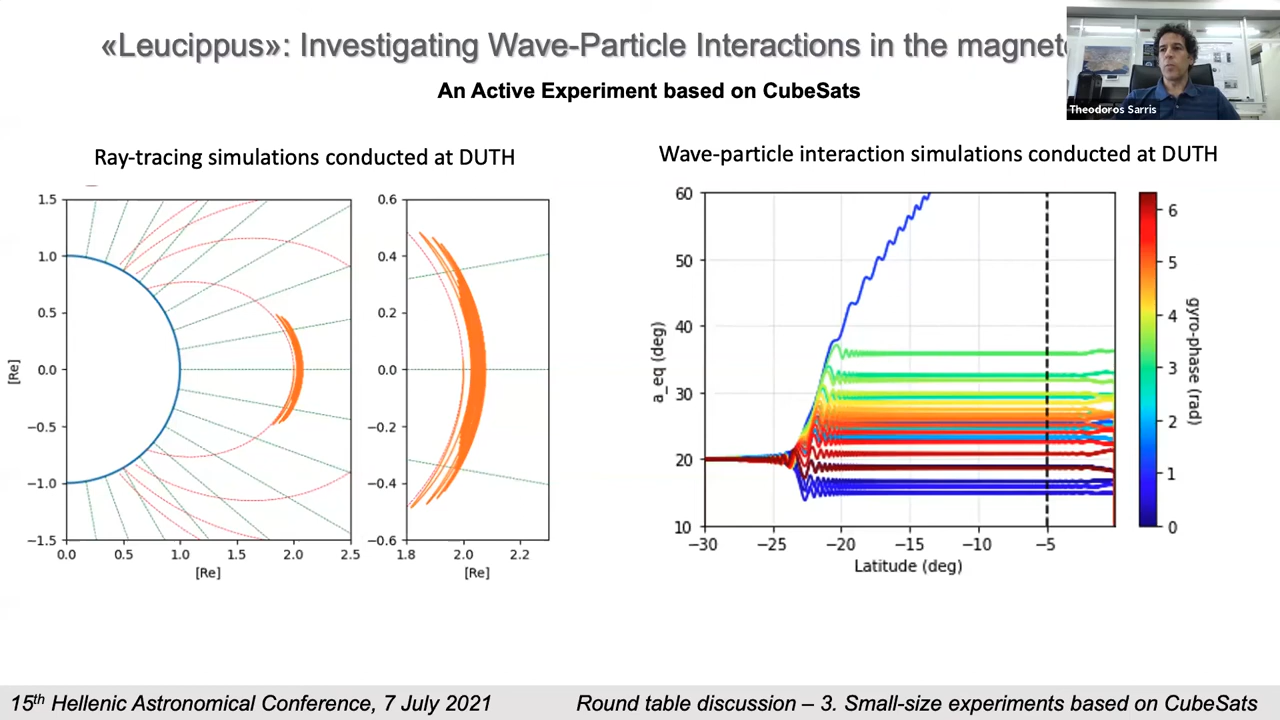 «Leucippus»: Investigating Wave-Particle Interactions in the magnet
An Active Experiment based on CubeSats
Theodoros Sarris
Ray-tracing simulations conducted at DUTH
Wave-particle interaction simulations conducted at DUTH
1.5
1.0
0.5
0.0
−0.5
−1.0
−1.5
[Re]
0.0 0.5 1.0 1.5 2.0 2.5
[Re]
0.6
0.4
0.2
0.0
−0.2
−0.4
−0.6
1.8 2.0 2.2
[Re]
60
50
40
30
20
10
a_eq (deg)
−30 −25 −20 −15 −10 −5
Latitude (deg)
6
5
4
3
2
1
0
gyro-phase (rad)
15th Hellenic Astronomical Conference, 7 July 2021
Round table discussion – 3. Small-size experiments based on CubeSats